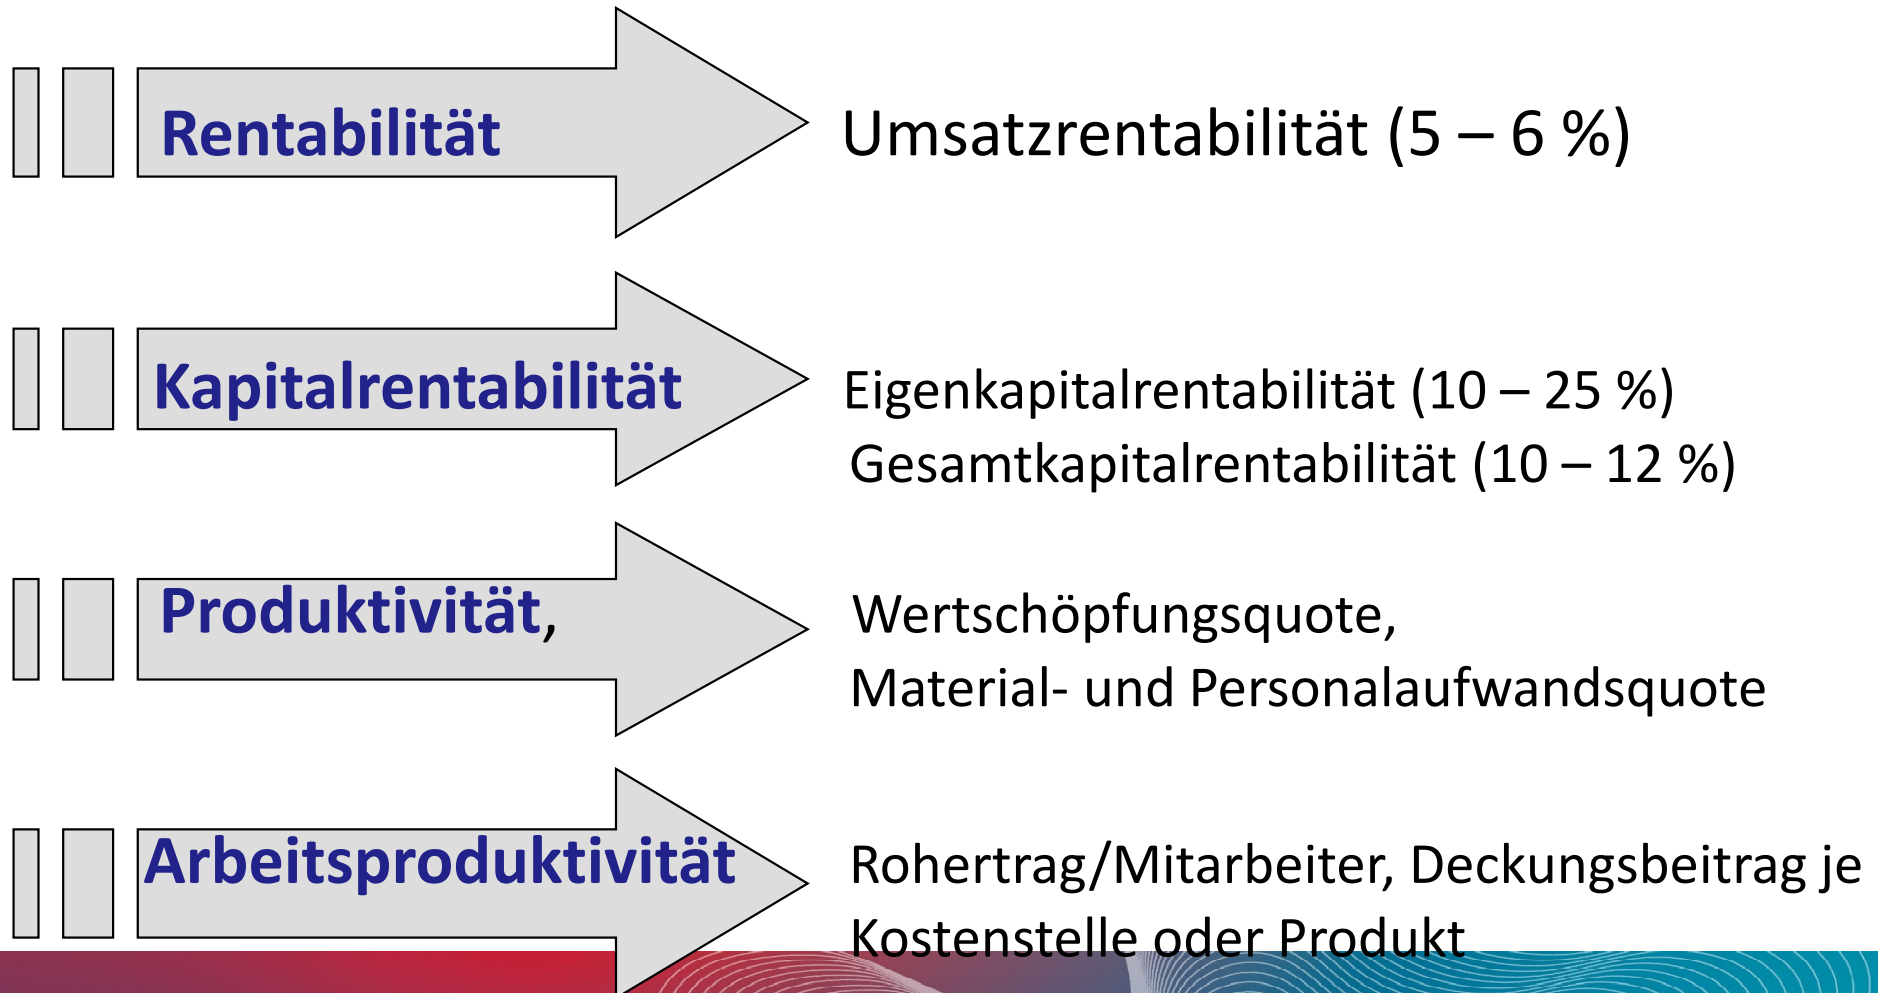 Rentabilität
Umsatzrentabilität (5 – 6 %)
Kapitalrentabilität
Eigenkapitalrentabilität (10 – 25 %)
Gesamtkapitalrentabilität (10 – 12 %)
Produktivität,
Wertschöpfungsquote,
Material- und Personalaufwandsquote
Arbeitsproduktivität
Rohertrag/Mitarbeiter, Deckungsbeitrag je
Kostenstelle oder Produkt